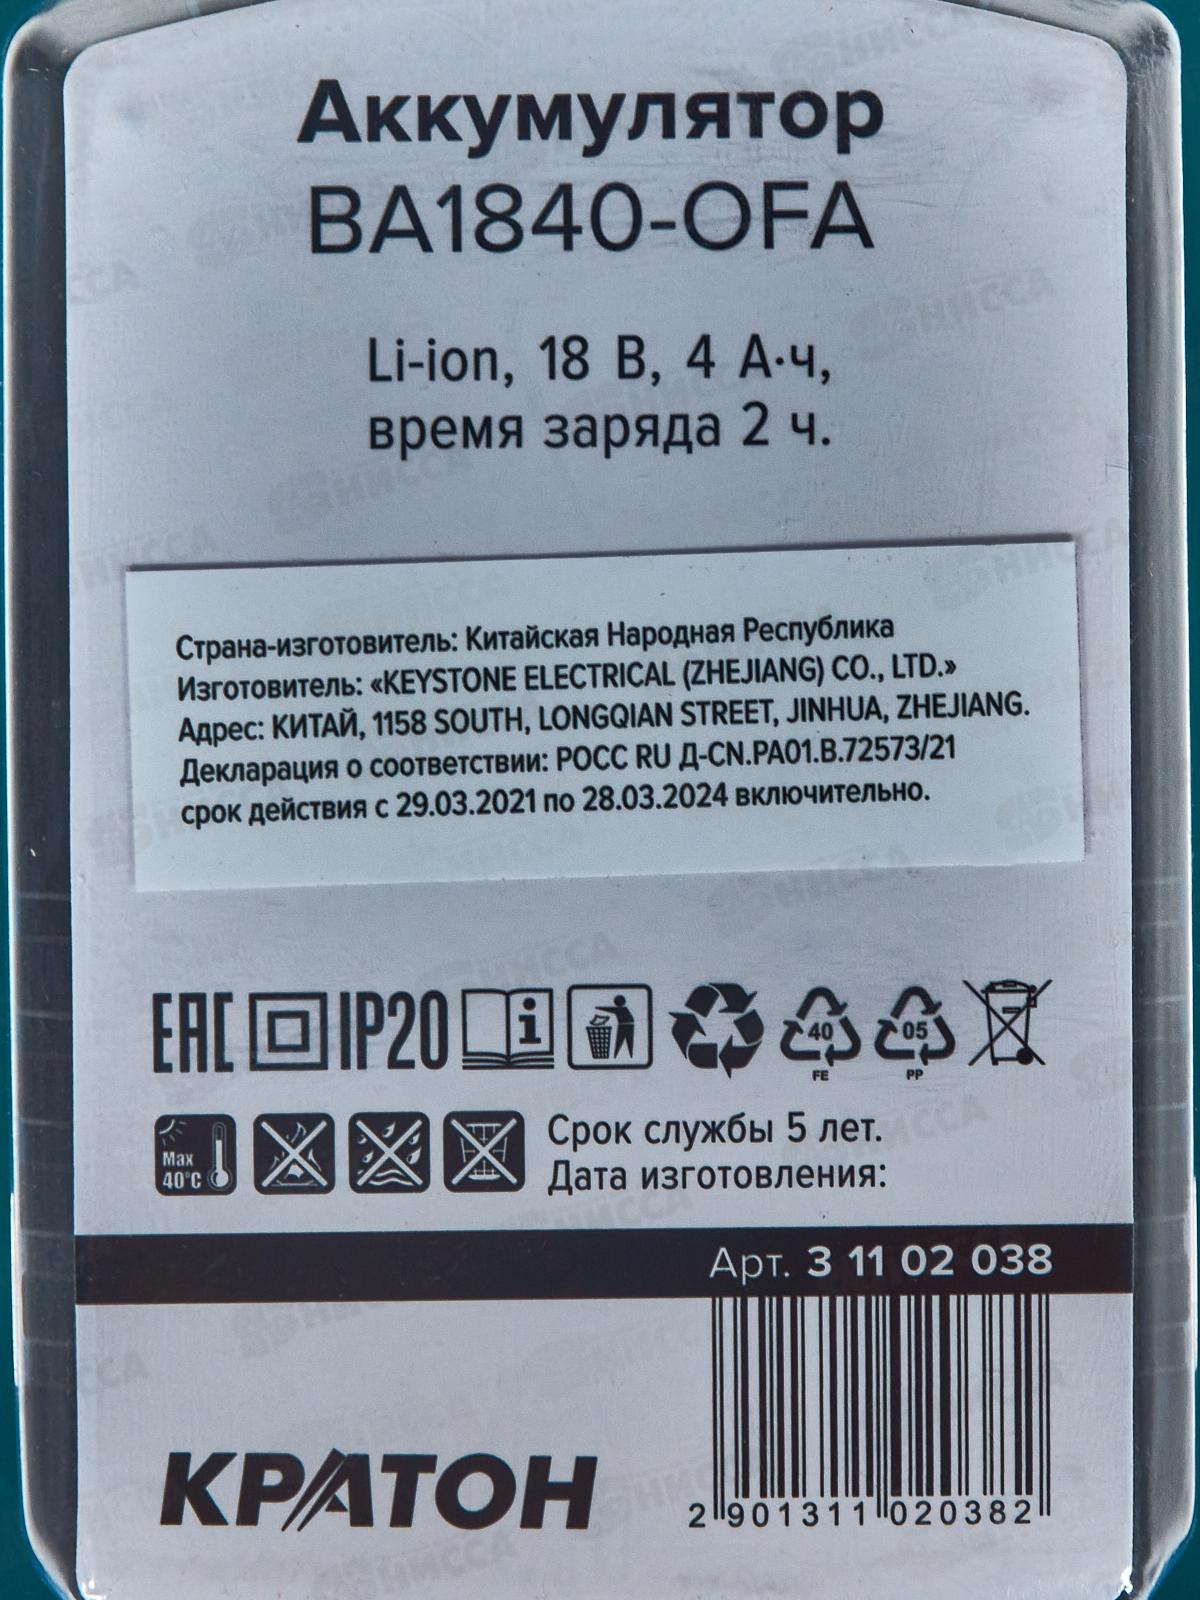 Аккумулятор
BA1840-OFA
Li-ion, 18 В, 4 А·ч,
время заряда 2 ч.
Страна-изготовитель: Китайская Народная Республика
Изготовитель: «KEYSTONE ELECTRICAL (ZHEJIANG) CO., LTD.»
Адрес: КИТАЙ, 1158 SOUTH, LONGQIAN STREET, JINHUA, ZHEJIANG.
Декларация о соответствии: РОСС RU Д-CN.РА01.В.72573/21
срок действия с 29.03.2021 по 28.03.2024 включительно.
EAC IP20 i 40 FE 05 PP
Max 40°C
Срок службы 5 лет.
Дата изготовления:
Арт. 3 11 02 038
КРАТОН
2 901311 020382
НИССА